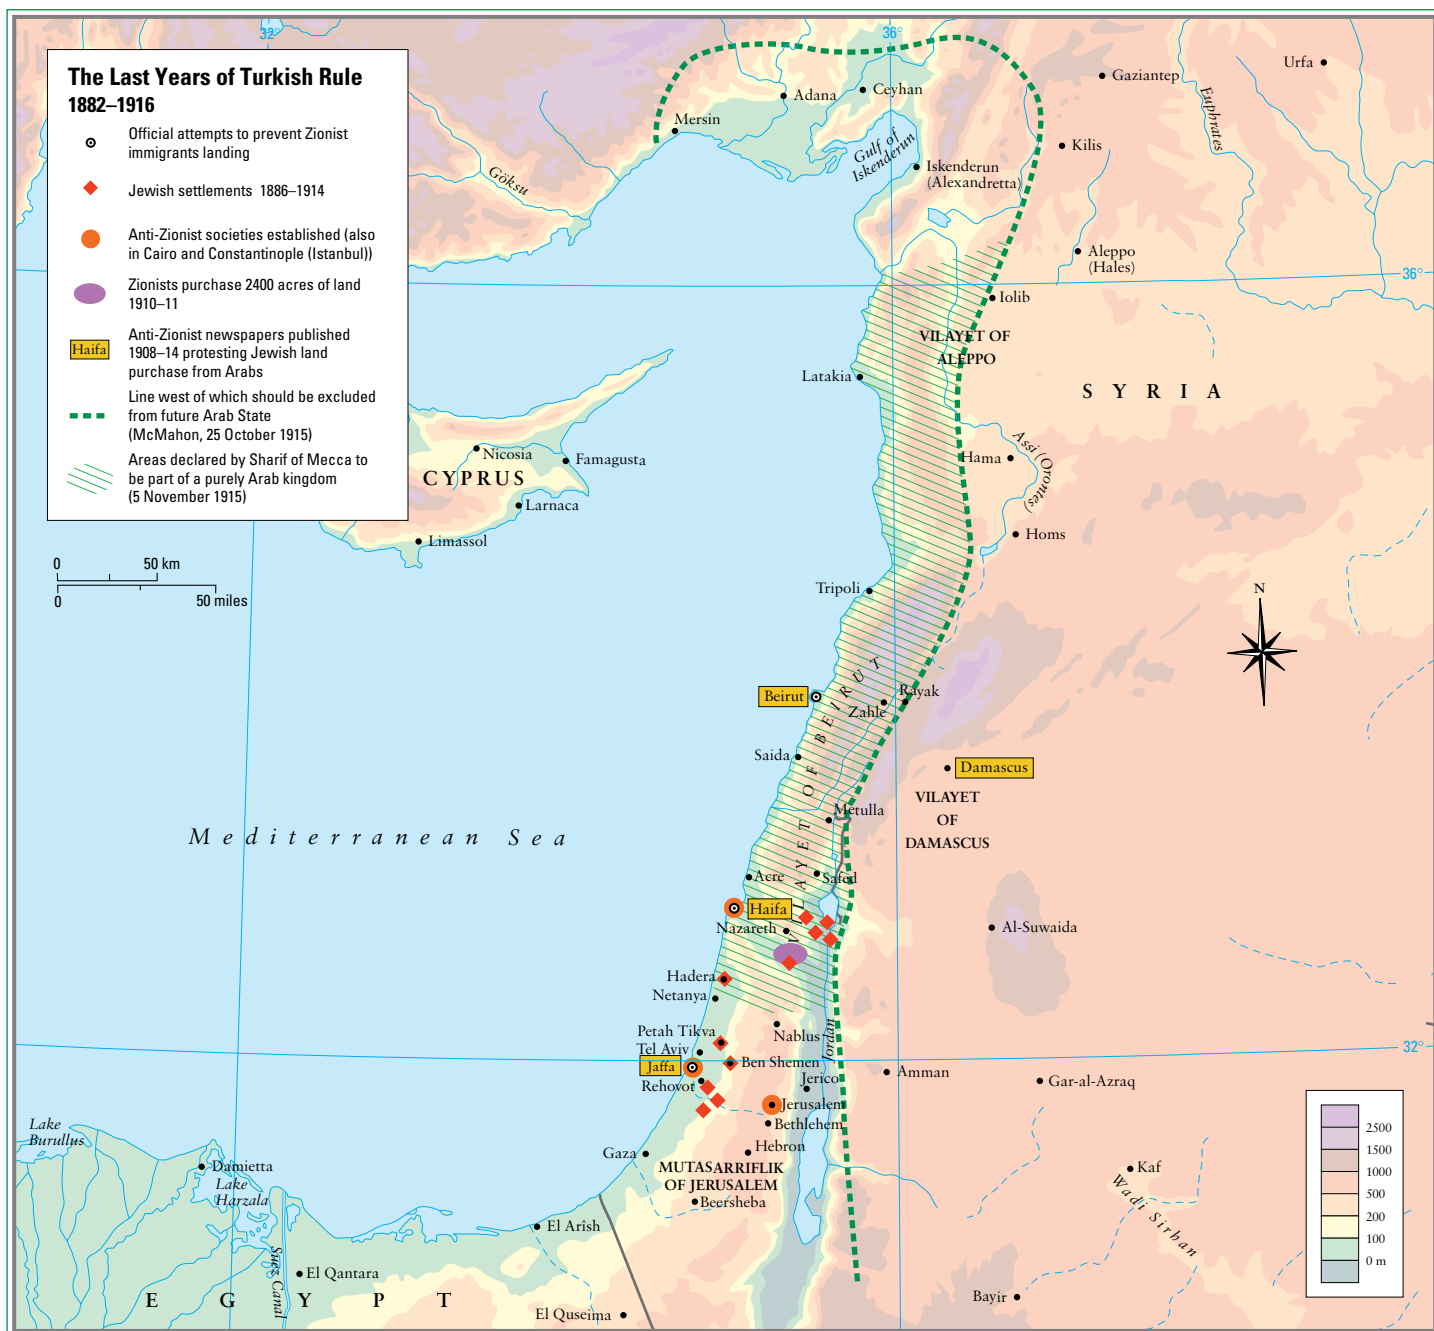 The Last Years of Turkish Rule
1882–1916
Official attempts to prevent Zionist
immigrants landing
Jewish settlements 1886–1914
Anti-Zionist societies established (also
in Cairo and Constantinople (Istanbul))
Zionists purchase 2400 acres of land
1910–11
Haifa
Anti-Zionist newspapers published
1908–14 protesting Jewish land
purchase from Arabs
Line west of which should be excluded
from future Arab State
(McMahon, 25 October 1915)
Areas declared by Sharif of Mecca to
be part of a purely Arab kingdom
(5 November 1915)
0 50 km
0 50 miles
32°
36°
Urfa
Gaziantep
Euphrates
Ceyhan
Adana
Mersin
Gulf of
Iskenderun
Kilis
Iskenderun
(Alexandretta)
Göksu
Aleppo
(Hales)
36°
Iolib
VILAYET OF
ALEPPO
Latakia
SYRIA
Nicosia
Famagusta
CYPRUS
Larnaca
Limassol
Hama
Assi (Orontes)
Homs
Tripoli
N
VILAYET OF BEIRUT
Beirut
Rayak
Zahle
Saida
Damascus
VILAYET
OF
DAMASCUS
Metulla
Mediterranean Sea
Acre
Safed
Haifa
Nazareth
Al-Suwaida
Hadera
Netanya
Nablus
Jordan
Petah Tikva
Tel Aviv
Jaffa
Ben Shemen
32°
Rehovot
Jerico
Amman
Gar-al-Azraq
Jerusalem
Bethlehem
Hebron
Gaza
MUTASARRIFLIK
OF JERUSALEM
Beersheba
Kaf
Wadi Sirhan
Bayir
Lake
Burullus
Damietta
Lake
Harzala
El Arîsh
Suez Canal
El Qantara
EGYPT
El Quseima
2500
1500
1000
500
200
100
0 m